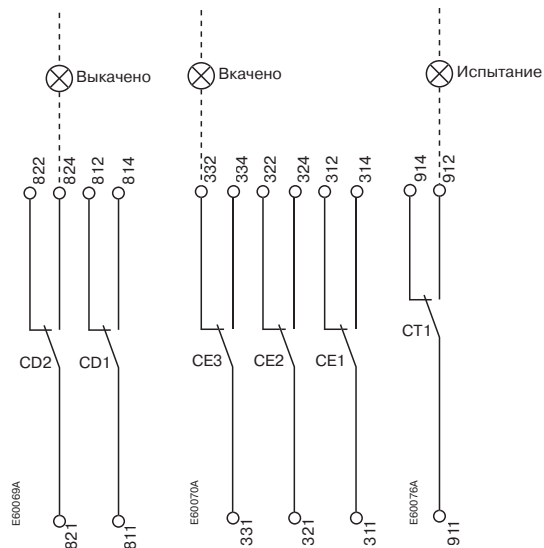 Выкачено
Вкачено
Испытание
822
824
812
814
332
334
322
324
312
314
914
912
CD2
CD1
CE3
CE2
CE1
CT1
E60069A
821
811
E60070A
331
321
311
E60076A
911